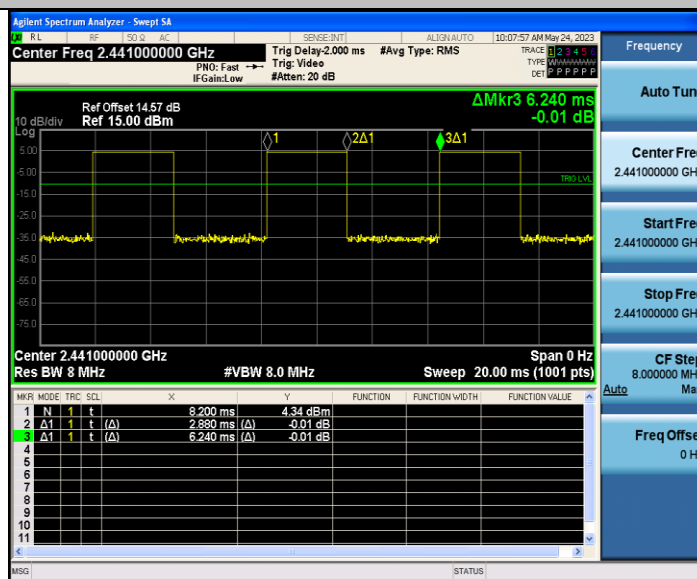 Agilent Spectrum Analyzer - Swept SA
RL RF 50 Ω AC SENSE:INT ALIGN AUTO 10:07:57 AM May 24, 2023
Center Freq 2.441000000 GHz
PNO: Fast
IFGain:Low
Trig Delay-2.000 ms
Trig: Video
#Atten: 20 dB
#Avg Type: RMS
TRACE 1 2 3 4 5 6
TYPE W
DET P P P P P P
Ref Offset 14.57 dB
10 dB/div Ref 15.00 dBm
Log
ΔMkr3 6.240 ms
-0.01 dB
5.00
-5.00
-15.0
-25.0
-35.0
-45.0
-55.0
-65.0
-75.0
1
2Δ1
3Δ1
TRIG LVL
Center 2.441000000 GHz Span 0 Hz
Res BW 8 MHz #VBW 8.0 MHz Sweep 20.00 ms (1001 pts)
MKR MODE TRC SCL X Y FUNCTION FUNCTION WIDTH FUNCTION VALUE
1 N 1 t 8.200 ms 4.34 dBm
2 Δ1 1 t (Δ) 2.880 ms (Δ) -0.01 dB
3 Δ1 1 t (Δ) 6.240 ms (Δ) -0.01 dB
4
5
6
7
8
9
10
11
MSG STATUS
Frequency
Auto Tun
Center Fre
2.441000000 GH
Start Fre
2.441000000 GH
Stop Fre
2.441000000 GH
CF Ste
8.000000 MH
Auto Ma
Freq Offse
0 H